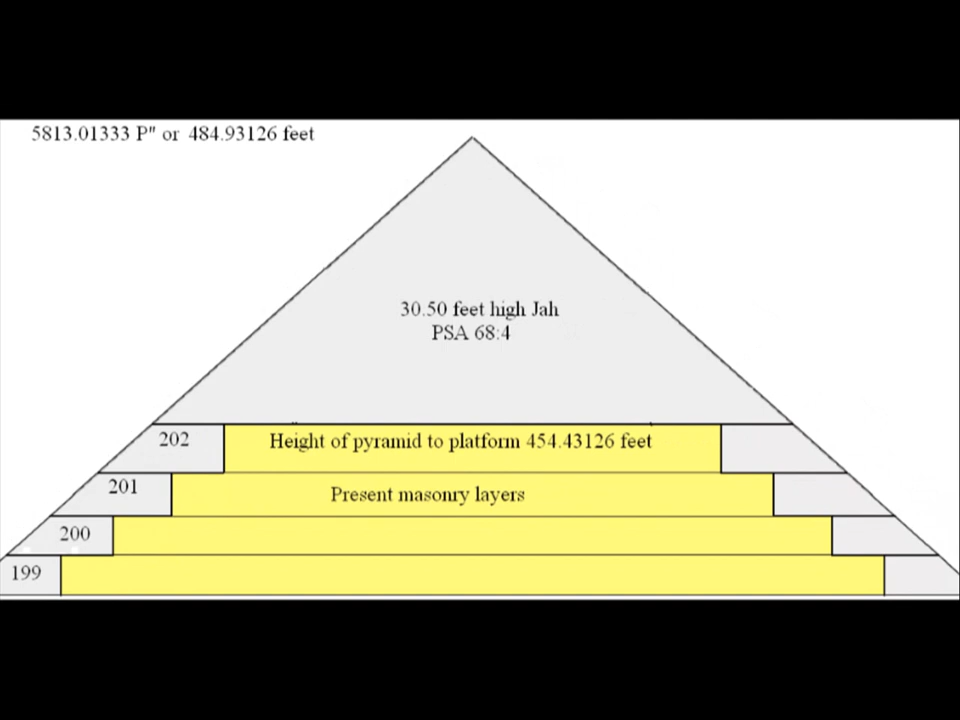 5813.01333 P" or 484.93126 feet
30.50 feet high Jah
PSA 68:4
202
Height of pyramid to platform 454.43126 feet
201
Present masonry layers
200
199